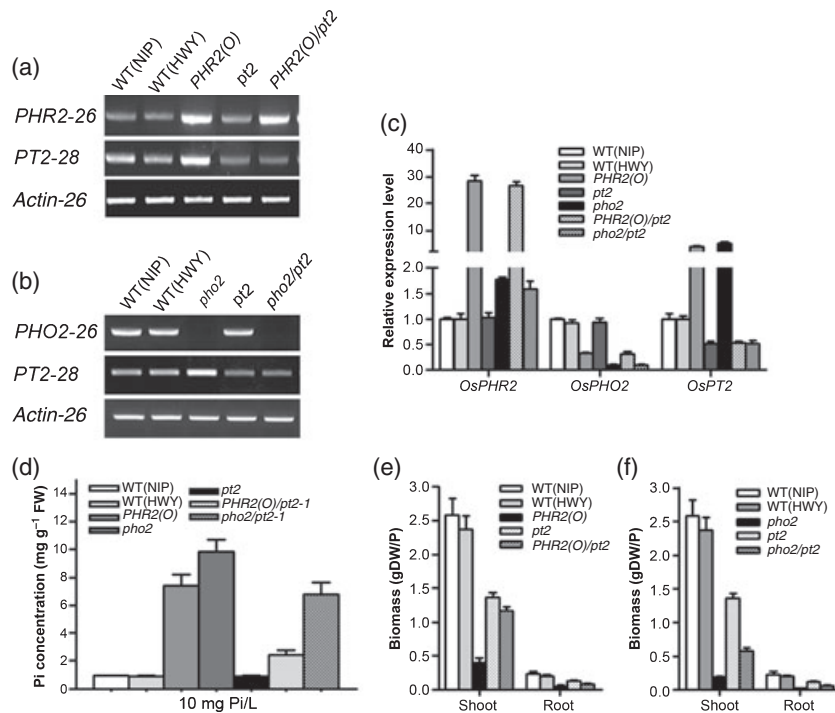 (a)
WT(NIP)
WT(HWY)
PHR2(O)
pt2
PHR2(O)/pt2
PHR2-26
PT2-28
Actin-26
(b)
WT(NIP)
WT(HWY)
pho2
pt2
pho2/pt2
PHO2-26
PT2-28
Actin-26
(c)
Relative expression level
40
30
20
10
2.0
1.5
1.0
0.5
0.0
WT(NIP)
WT(HWY)
PHR2(O)
pt2
pho2
PHR2(O)/pt2
pho2/pt2
OsPHR2
OsPHO2
OsPT2
(d)
Pi concentration (mg g⁻¹ FW)
14
12
10
8
6
4
2
0
WT(NIP)
WT(HWY)
PHR2(O)
pho2
pt2
PHR2(O)/pt2-1
pho2/pt2-1
10 mg Pi/L
(e)
Biomass (gDW/P)
3.0
2.5
2.0
1.5
1.0
0.5
0.0
WT(NIP)
WT(HWY)
PHR2(O)
pt2
PHR2(O)/pt2
Shoot
Root
(f)
Biomass (gDW/P)
3.0
2.5
2.0
1.5
1.0
0.5
0.0
WT(NIP)
WT(HWY)
pho2
pt2
pho2/pt2
Shoot
Root